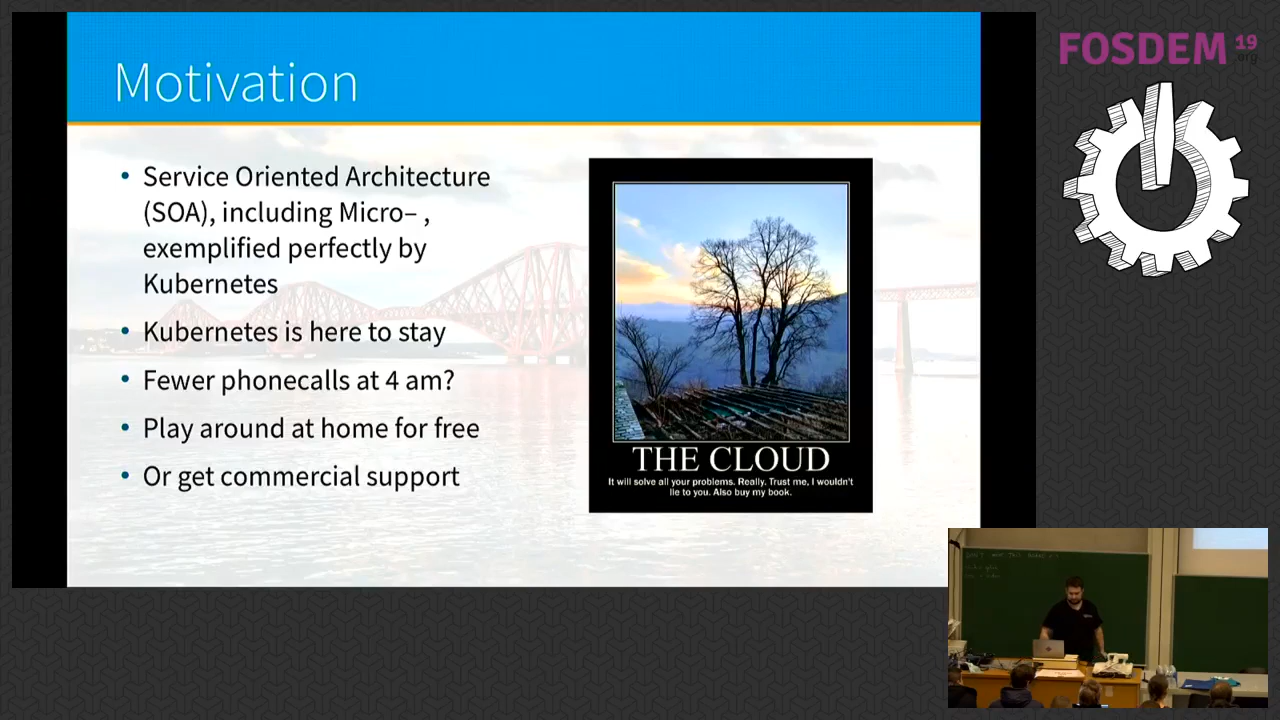 Motivation
• Service Oriented Architecture
(SOA), including Micro– ,
exemplified perfectly by
Kubernetes
• Kubernetes is here to stay
• Fewer phonecalls at 4 am?
• Play around at home for free
• Or get commercial support
THE CLOUD
It will solve all your problems. Really. Trust me, I wouldn't
lie to you. Also buy my book.
FOSDEM 19
.org